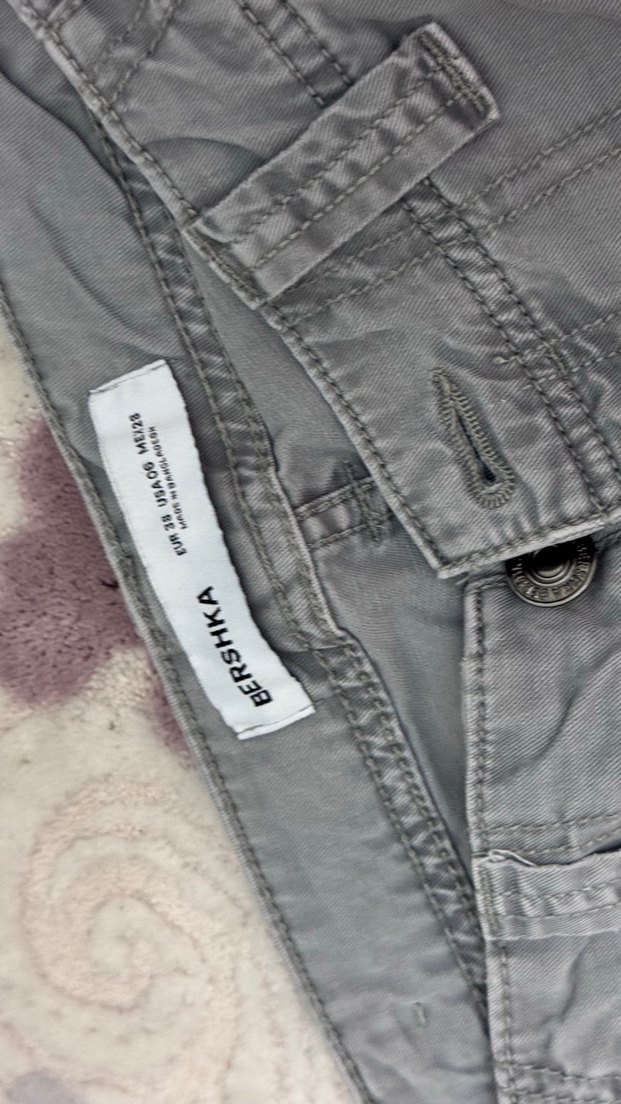 BERSHKA
EUR 38 USA 06 MEX 28
MADE IN BANGLADESH